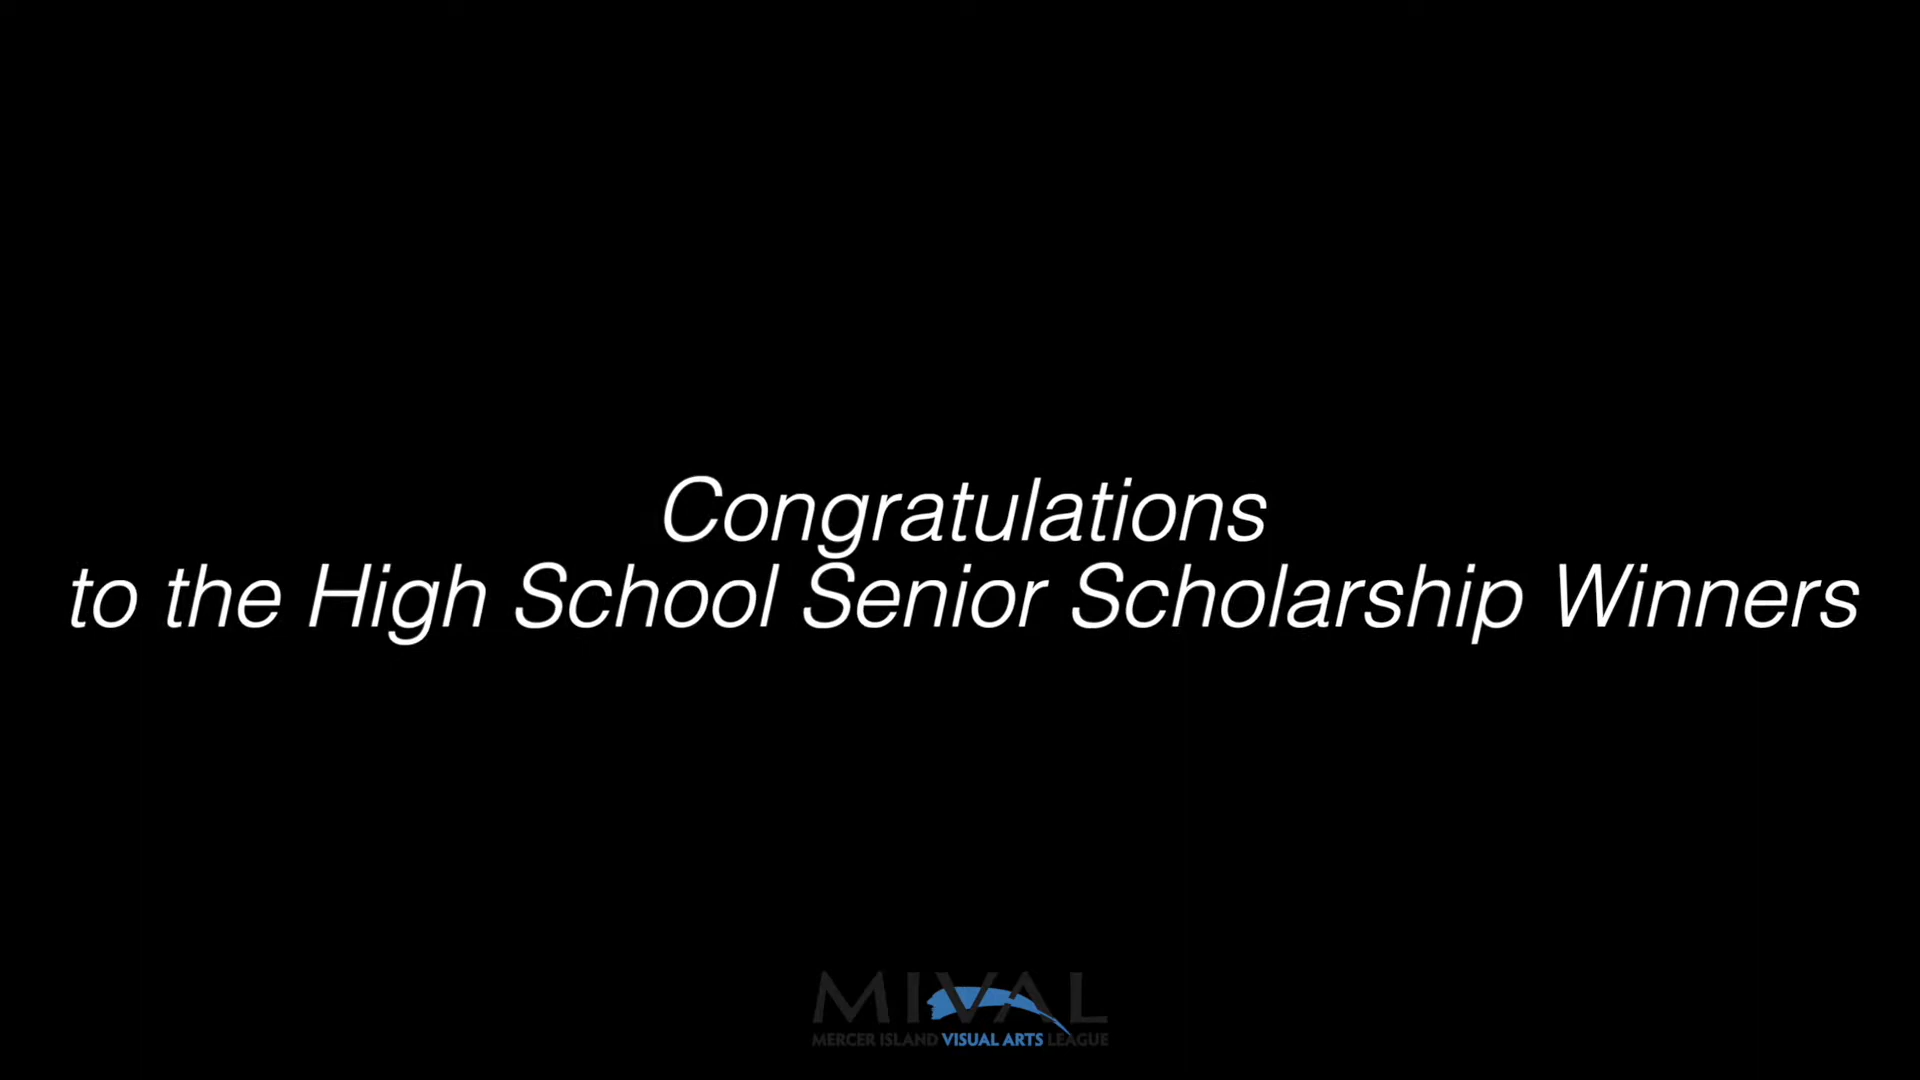 Congratulations
to the High School Senior Scholarship Winners
MIVAL
MERCER ISLAND VISUAL ARTS LEAGUE